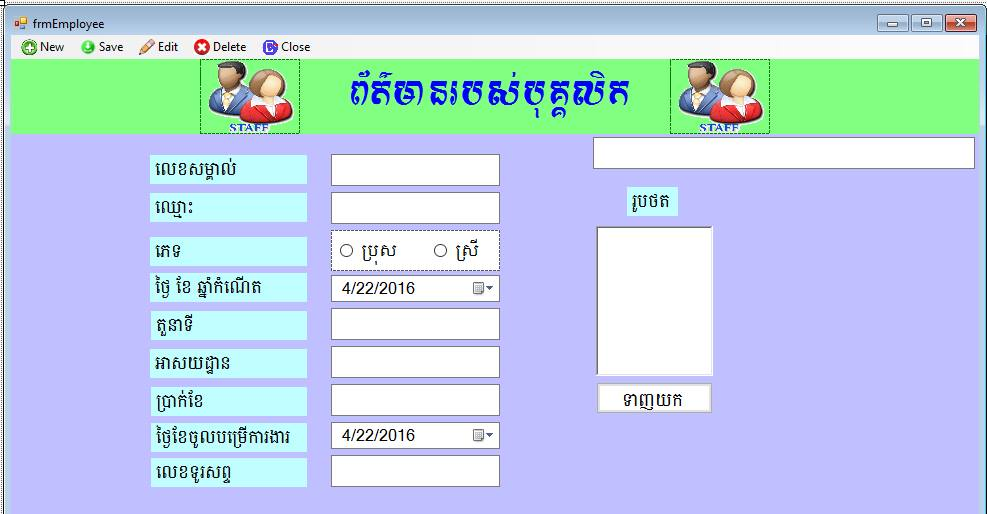 frmEmployee
New Save Edit Delete Close
STAFF ព័ត៌មានរបស់បុគ្គលិត STAFF
លេខសម្គាល់
ឈ្មោះ
ភេទ ប្រុស ស្រី
ថ្ងៃ ខែ ឆ្នាំកំណើត 4/22/2016
តួនាទី
អាសយដ្ឋាន
ប្រាក់ខែ
ថ្ងៃខែចូលបម្រើការងារ 4/22/2016
លេខទូរសព្ទ
រូបថត
ទាញយក